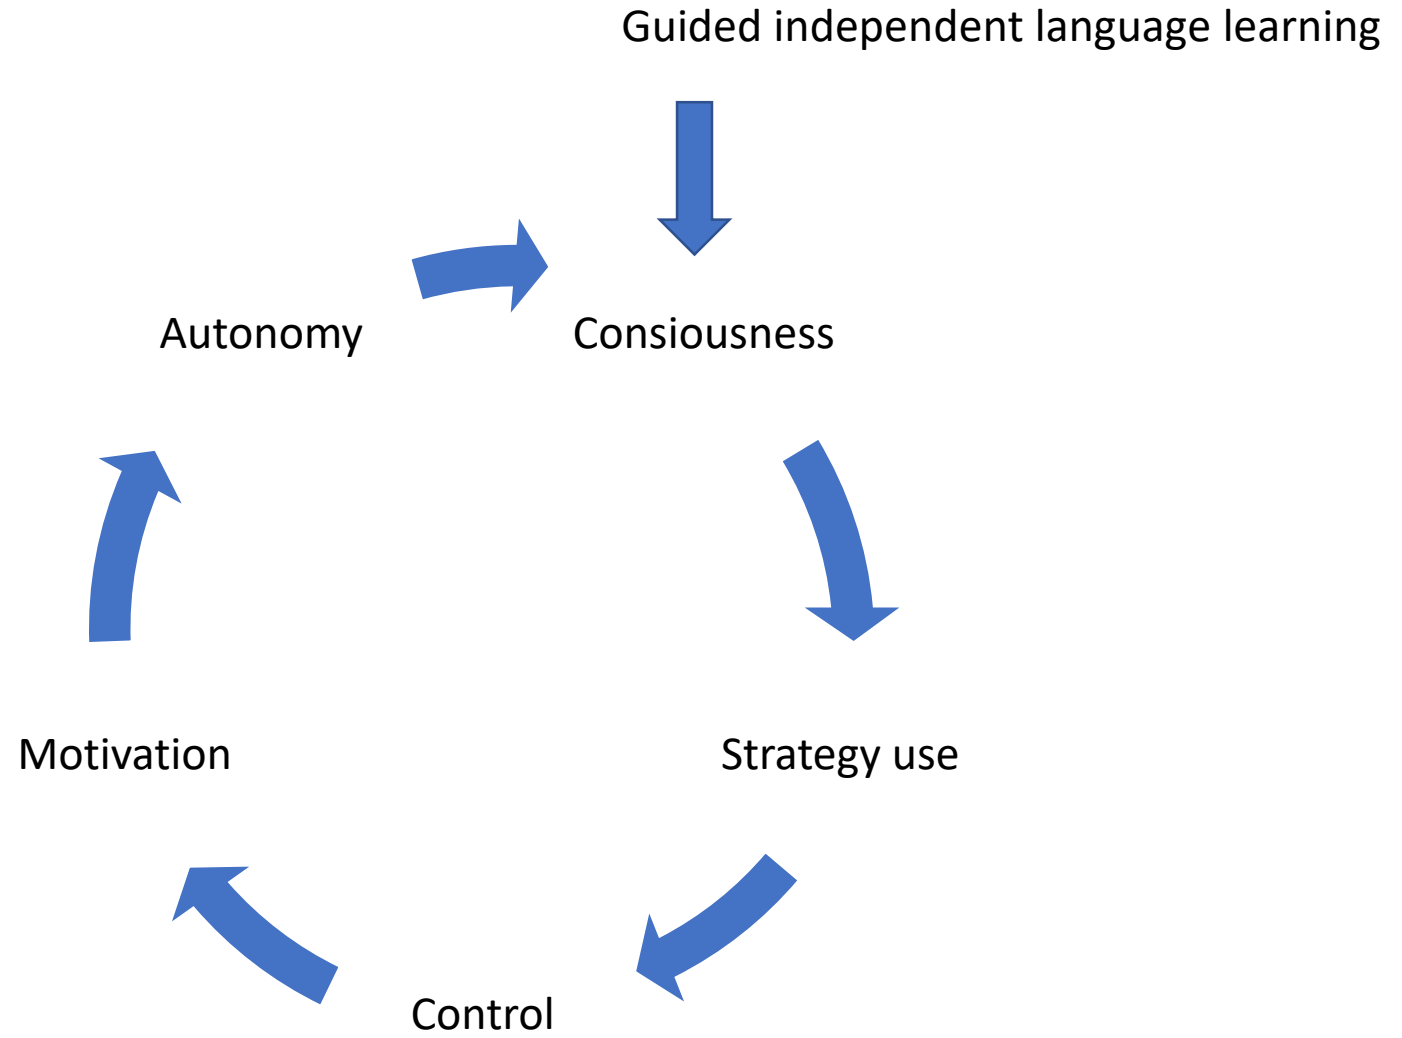 Guided independent language learning
Autonomy
Consiousness
Motivation
Strategy use
Control